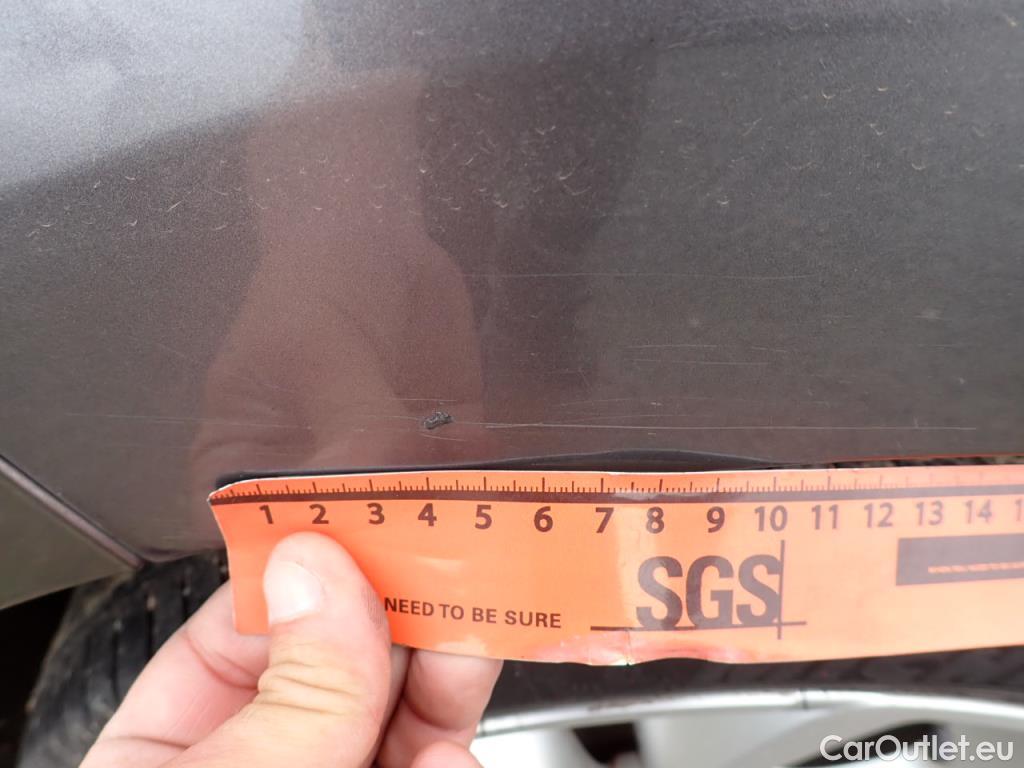 1 2 3 4 5 6 7 8 9 10 11 12 13 14
NEED TO BE SURE
SGS
CarOutlet.eu